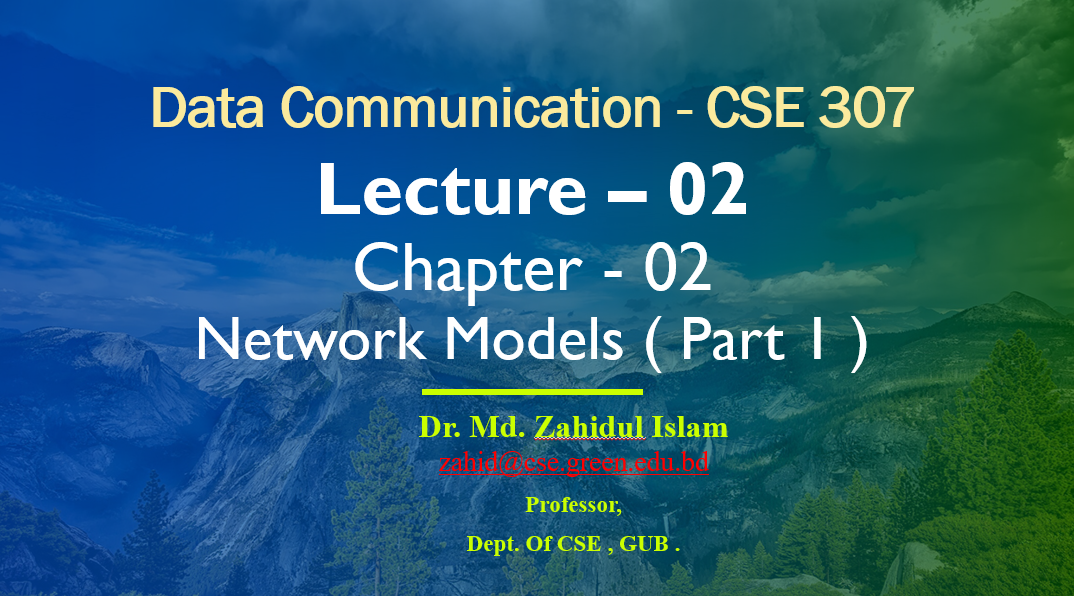 Data Communication - CSE 307
Lecture – 02
Chapter - 02
Network Models ( Part 1 )
Dr. Md. Zahidul Islam
zahid@cse.green.edu.bd
Professor,
Dept. Of CSE , GUB .